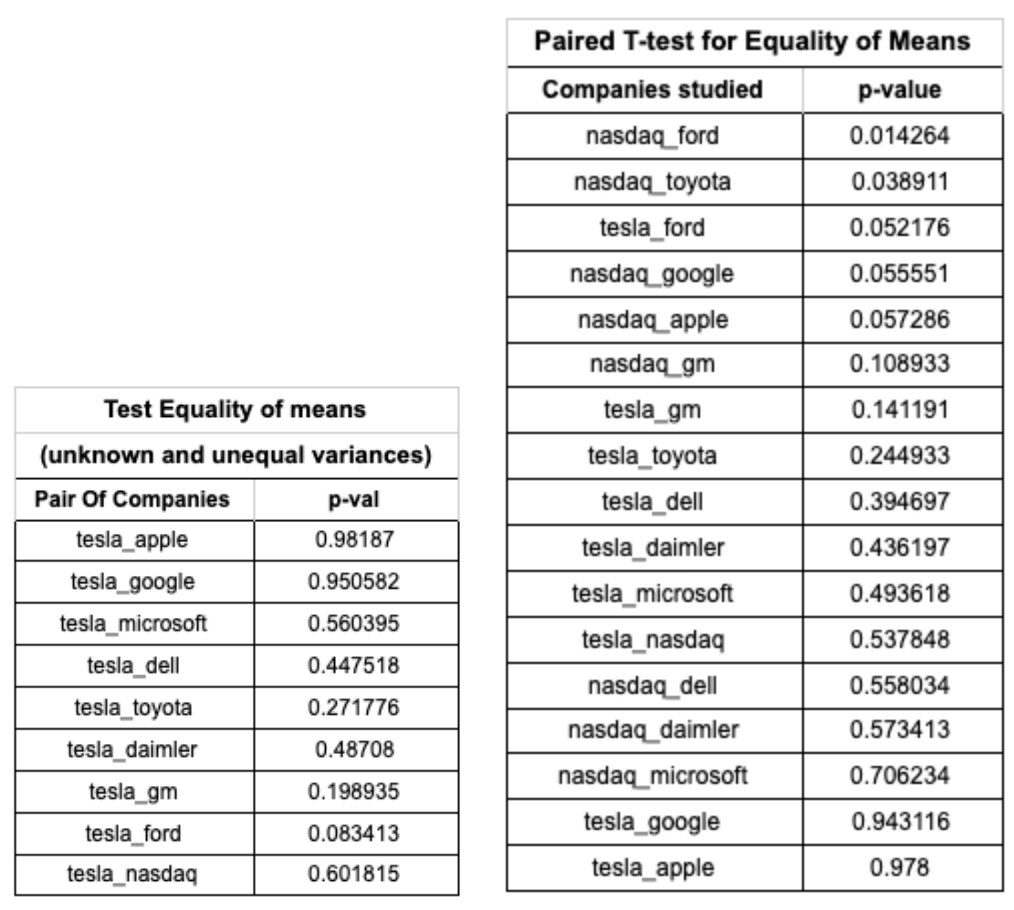 Test Equality of means
(unknown and unequal variances)
Pair Of Companies p-val
tesla_apple 0.98187
tesla_google 0.950582
tesla_microsoft 0.560395
tesla_dell 0.447518
tesla_toyota 0.271776
tesla_daimler 0.48708
tesla_gm 0.198935
tesla_ford 0.083413
tesla_nasdaq 0.601815
Paired T-test for Equality of Means
Companies studied p-value
nasdaq_ford 0.014264
nasdaq_toyota 0.038911
tesla_ford 0.052176
nasdaq_google 0.055551
nasdaq_apple 0.057286
nasdaq_gm 0.108933
tesla_gm 0.141191
tesla_toyota 0.244933
tesla_dell 0.394697
tesla_daimler 0.436197
tesla_microsoft 0.493618
tesla_nasdaq 0.537848
nasdaq_dell 0.558034
nasdaq_daimler 0.573413
nasdaq_microsoft 0.706234
tesla_google 0.943116
tesla_apple 0.978